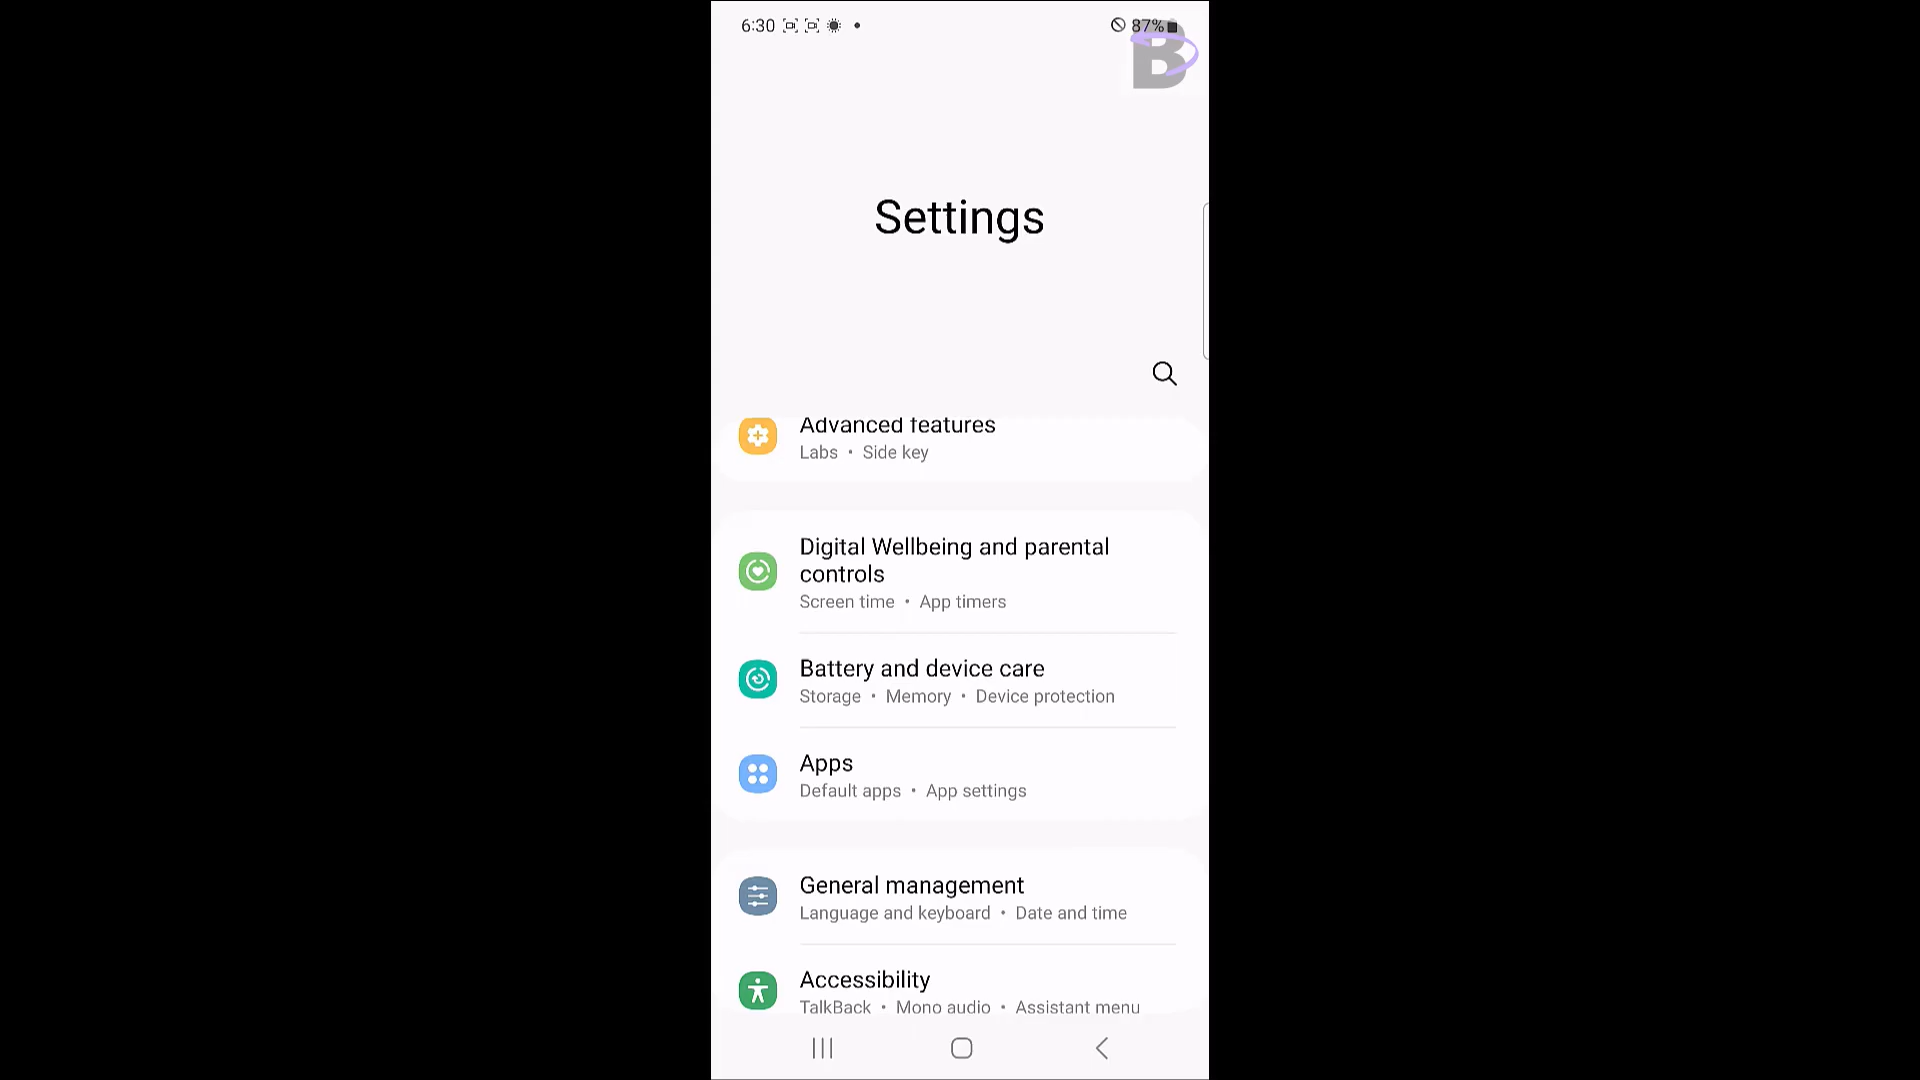 6:30
87%
B
Settings
Advanced features
Labs • Side key
Digital Wellbeing and parental
controls
Screen time • App timers
Battery and device care
Storage • Memory • Device protection
Apps
Default apps • App settings
General management
Language and keyboard • Date and time
Accessibility
TalkBack • Mono audio • Assistant menu